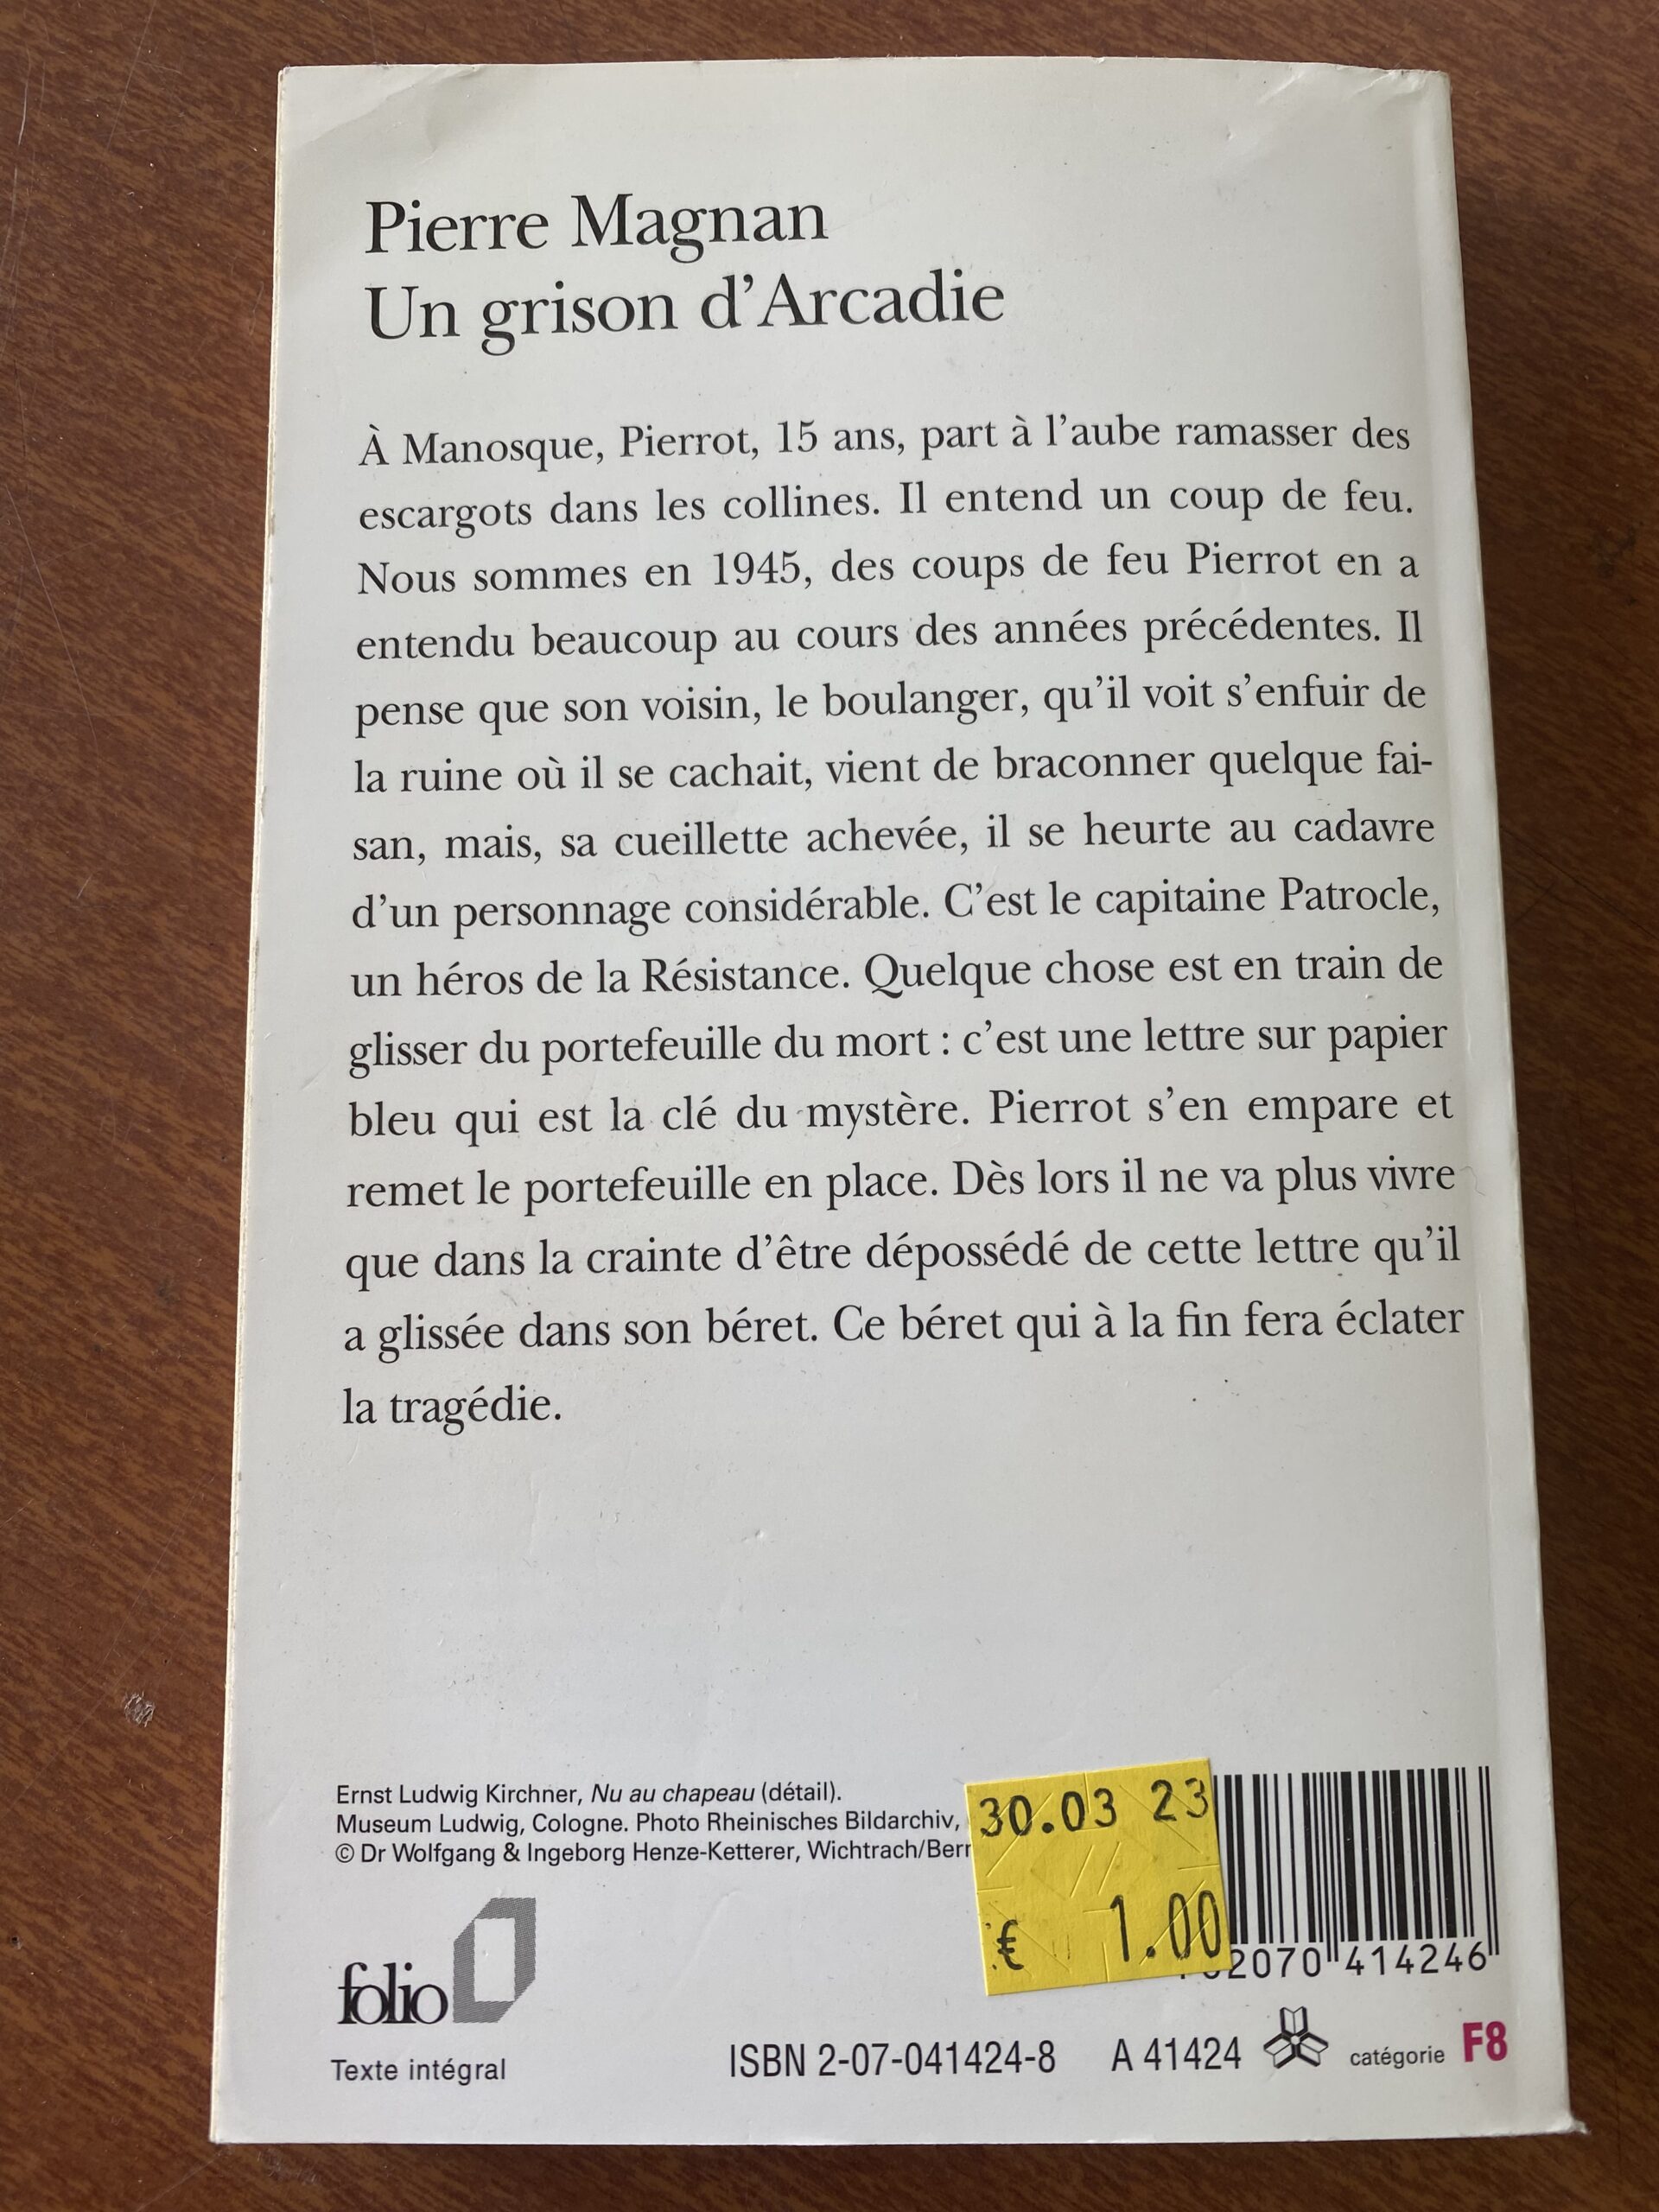 Pierre Magnan
Un grison d'Arcadie
À Manosque, Pierrot, 15 ans, part à l'aube ramasser des
escargots dans les collines. Il entend un coup de feu.
Nous sommes en 1945, des coups de feu Pierrot en a
entendu beaucoup au cours des années précédentes. Il
pense que son voisin, le boulanger, qu'il voit s'enfuir de
la ruine où il se cachait, vient de braconner quelque fai-
san, mais, sa cueillette achevée, il se heurte au cadavre
d'un personnage considérable. C'est le capitaine Patrocle,
un héros de la Résistance. Quelque chose est en train de
glisser du portefeuille du mort : c'est une lettre sur papier
bleu qui est la clé du mystère. Pierrot s'en empare et
remet le portefeuille en place. Dès lors il ne va plus vivre
que dans la crainte d'être dépossédé de cette lettre qu'il
a glissée dans son béret. Ce béret qui à la fin fera éclater
la tragédie.
Ernst Ludwig Kirchner, Nu au chapeau (détail).
Museum Ludwig, Cologne. Photo Rheinisches Bildarchiv,
© Dr Wolfgang & Ingeborg Henze-Ketterer, Wichtrach/Bern
30.03 23
€ 1.00
2070 414246
folio
Texte intégral
ISBN 2-07-041424-8 A 41424 catégorie F8